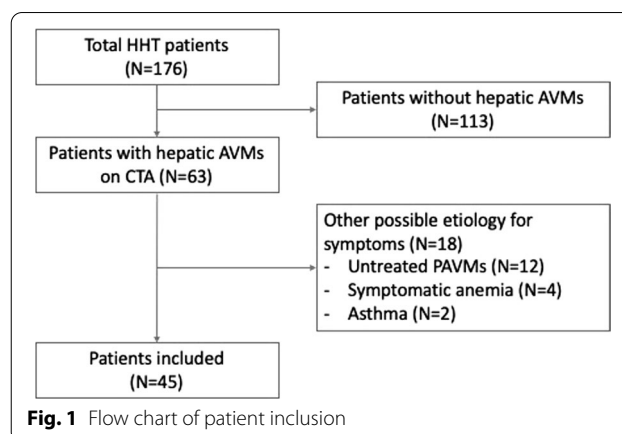 Total HHT patients
(N=176)
Patients without hepatic AVMs
(N=113)
Patients with hepatic AVMs
on CTA (N=63)
Other possible etiology for
symptoms (N=18)
- Untreated PAVMs (N=12)
- Symptomatic anemia (N=4)
- Asthma (N=2)
Patients included
(N=45)
Fig. 1 Flow chart of patient inclusion